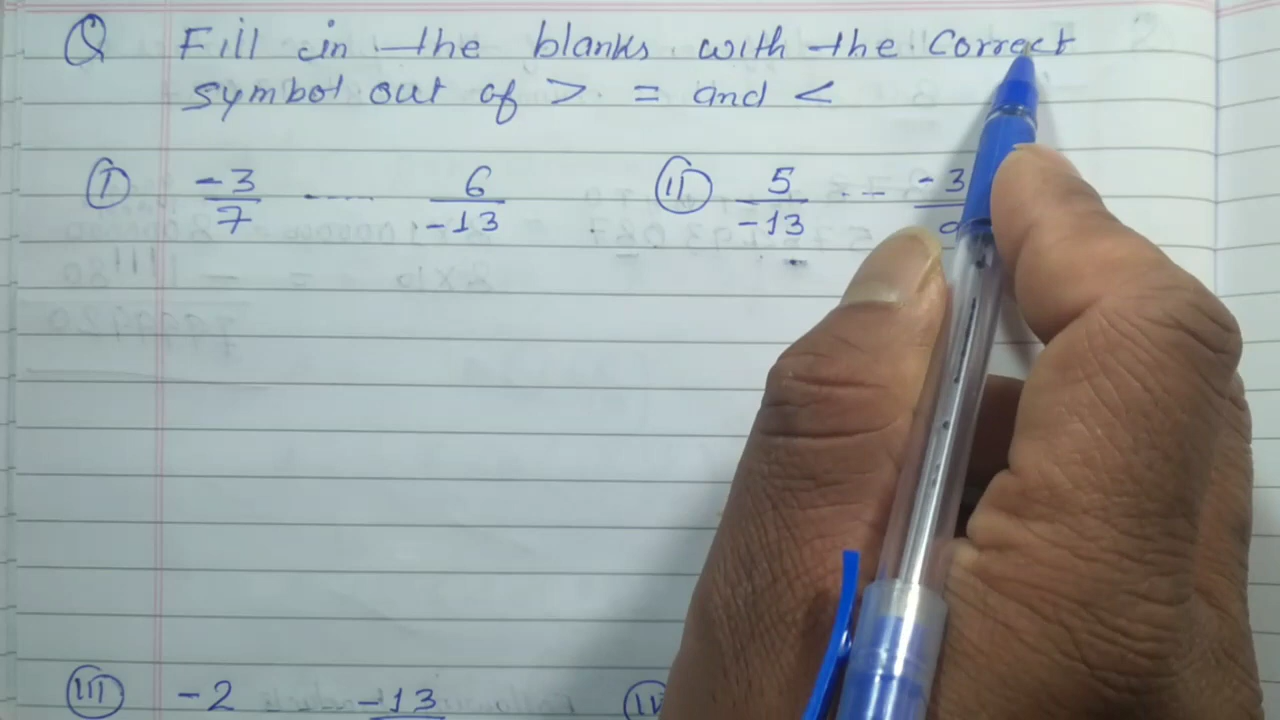 Q Fill in the blanks with the correct
symbol out of > = and <
I -3/7 ----- 6/-13 II 5/-13 --- -3
III -2 -13